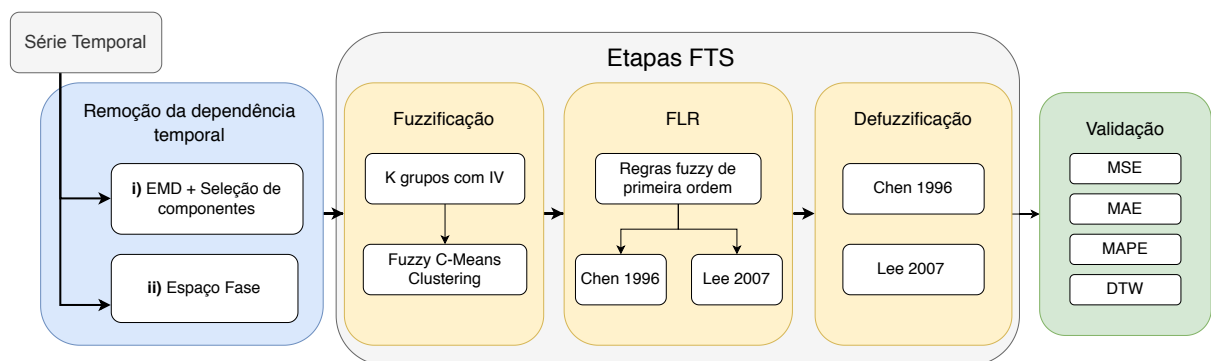 Série Temporal
Etapas FTS
Remoção da dependência
temporal
i) EMD + Seleção de
componentes
ii) Espaço Fase
Fuzzificação
K grupos com IV
Fuzzy C-Means
Clustering
FLR
Regras fuzzy de
primeira ordem
Chen 1996
Lee 2007
Defuzzificação
Chen 1996
Lee 2007
Validação
MSE
MAE
MAPE
DTW